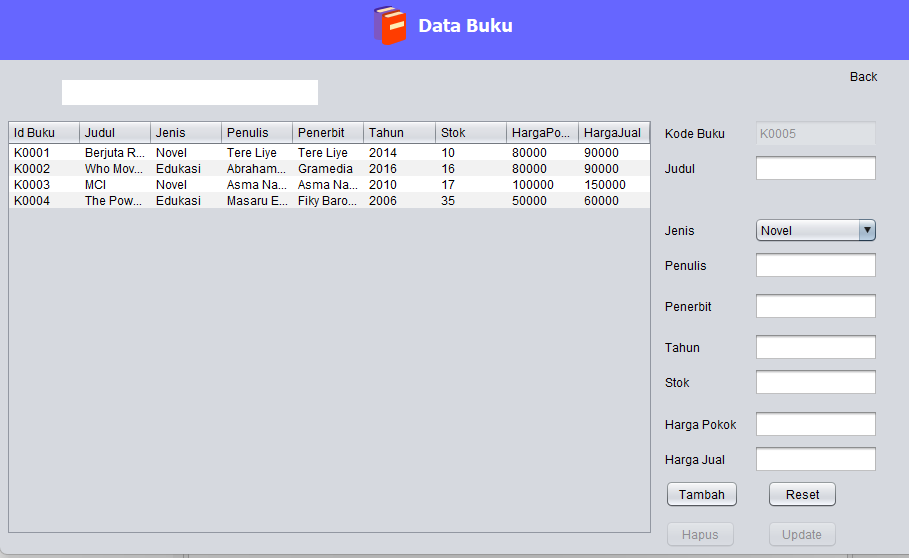 Data Buku
Back
Id Buku Judul Jenis Penulis Penerbit Tahun Stok HargaPo... HargaJual
K0001 Berjuta R... Novel Tere Liye Tere Liye 2014 10 80000 90000
K0002 Who Mov... Edukasi Abraham... Gramedia 2016 16 80000 90000
K0003 MCI Novel Asma Na... Asma Na... 2010 17 100000 150000
K0004 The Pow... Edukasi Masaru E... Fiky Baro... 2006 35 50000 60000
Kode Buku K0005
Judul
Jenis Novel
Penulis
Penerbit
Tahun
Stok
Harga Pokok
Harga Jual
Tambah Reset
Hapus Update